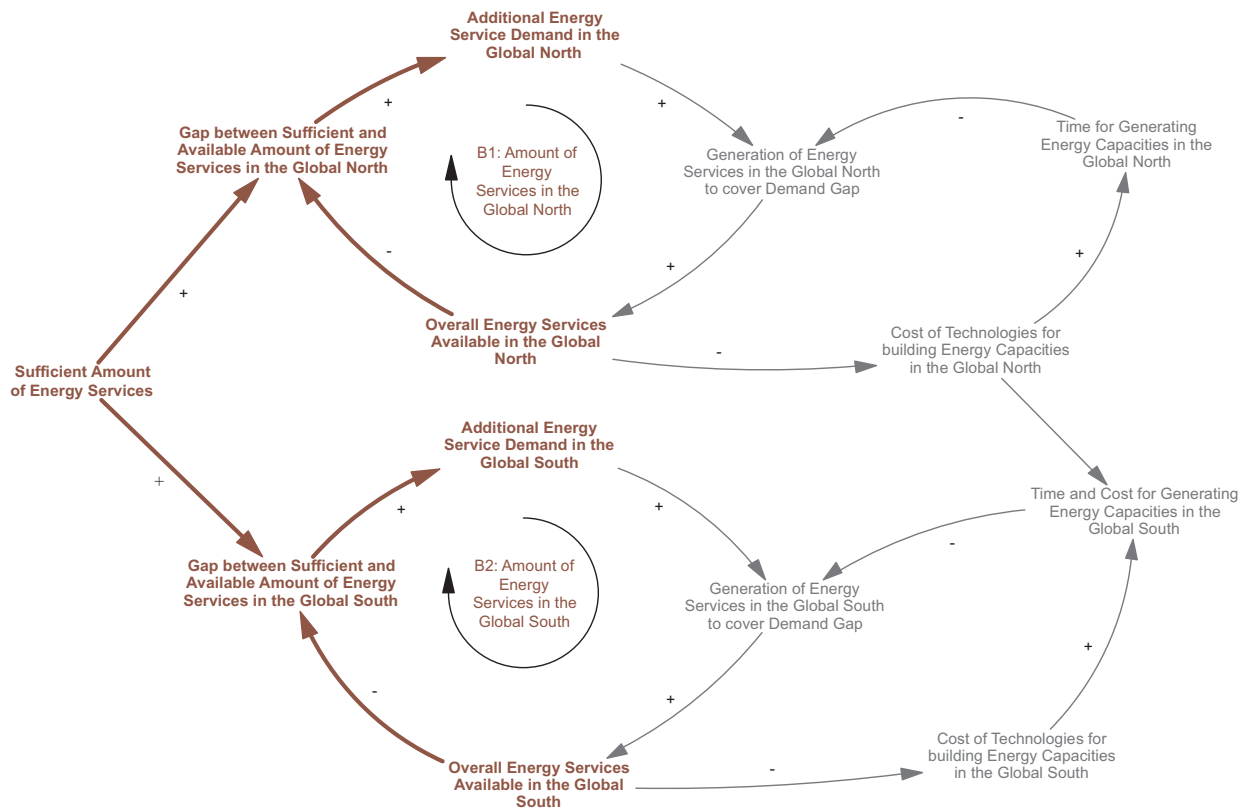 Additional Energy
Service Demand in the
Global North
+
+
-
Gap between Sufficient and
Available Amount of Energy
Services in the Global North
B1: Amount of
Energy
Services in the
Global North
Generation of Energy
Services in the Global North
to cover Demand Gap
Time for Generating
Energy Capacities in the
Global North
+
-
+
+
Overall Energy Services
Available in the Global
North
-
Cost of Technologies for
building Energy Capacities
in the Global North
Sufficient Amount
of Energy Services
Additional Energy
Service Demand in the
Global South
+
+
+
-
Time and Cost for Generating
Energy Capacities in the
Global South
Gap between Sufficient and
Available Amount of Energy
Services in the Global South
B2: Amount of
Energy
Services in the
Global South
Generation of Energy
Services in the Global South
to cover Demand Gap
-
+
+
Overall Energy Services
Available in the Global
South
-
Cost of Technologies for
building Energy Capacities
in the Global South